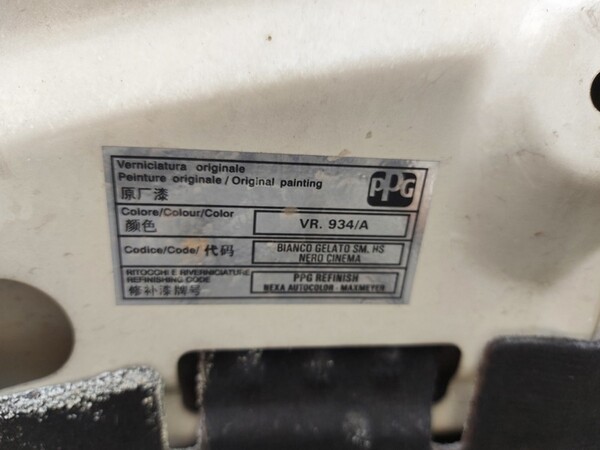 Verniciatura originale
Peinture originale / Original painting
PPG
原厂漆
Colore/Colour/Color
颜色
VR. 934/A
Codice/Code/ 代码
BIANCO GELATO SM. HS
NERO CINEMA
RITOCCHI E RIVERNICIATURE
REFINISHING CODE
修补漆牌号
PPG REFINISH
NEXA AUTOCOLOR - MAXMEYER